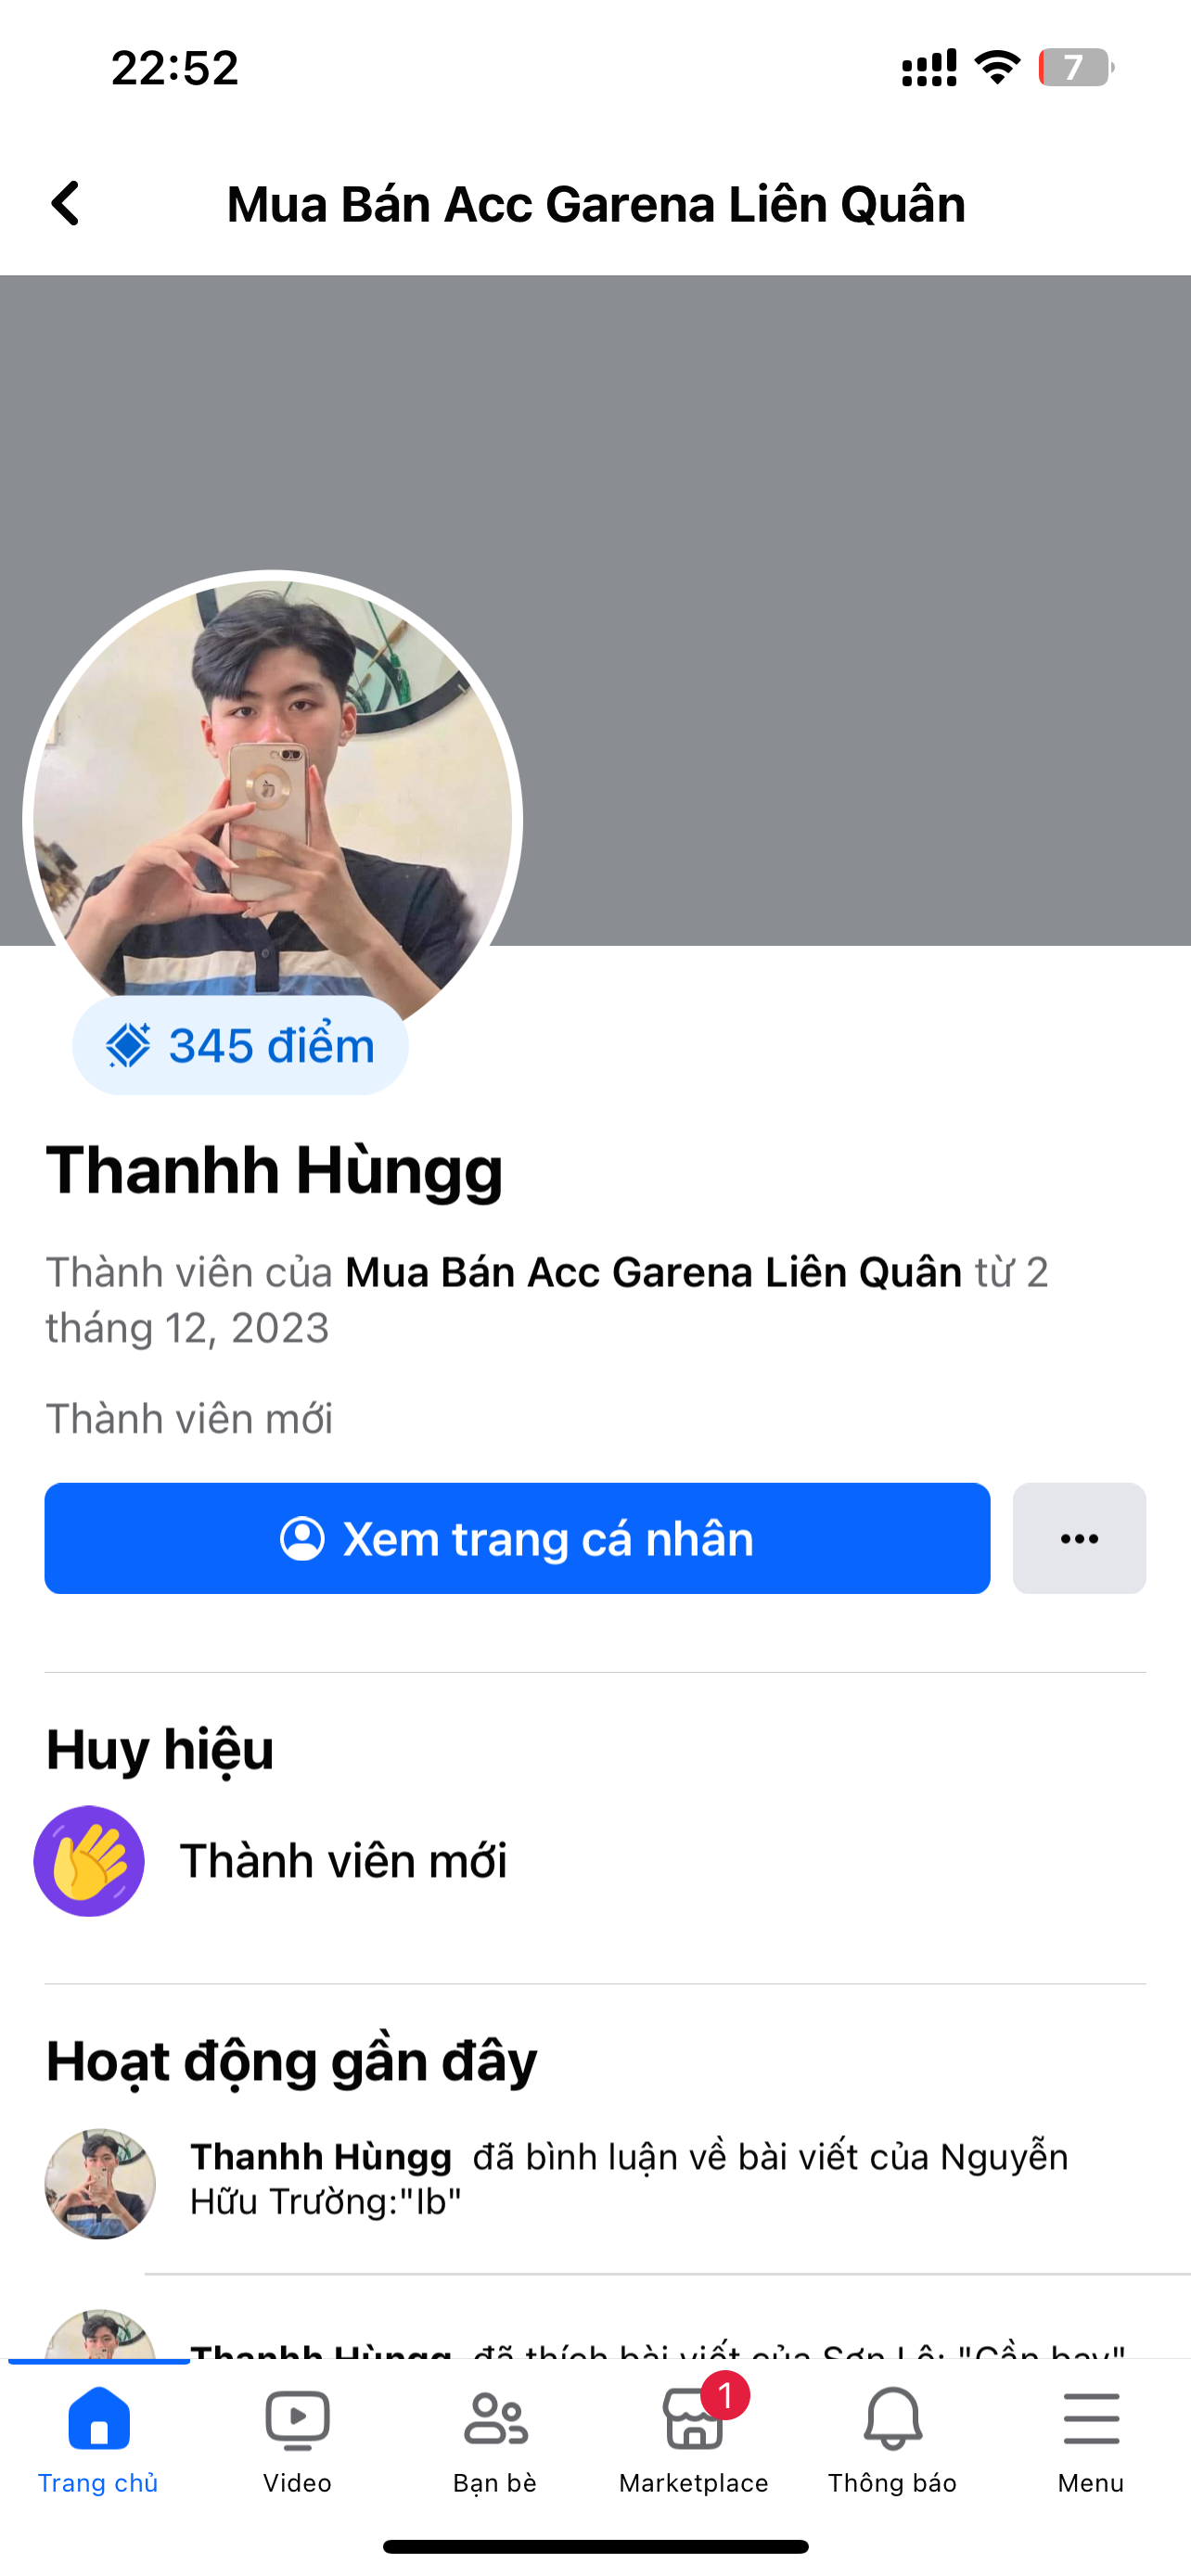 22:52
7
Mua Bán Acc Garena Liên Quân
345 điểm
Thanhh Hùngg
Thành viên của Mua Bán Acc Garena Liên Quân từ 2
tháng 12, 2023
Thành viên mới
Xem trang cá nhân
Huy hiệu
Thành viên mới
Hoạt động gần đây
Thanhh Hùngg đã bình luận về bài viết của Nguyễn
Hữu Trường:"Ib"
Thanhh Hùngg đã thích bài viết của Sơn Lê: "Cần bay"
1
Trang chủ
Video
Bạn bè
Marketplace
Thông báo
Menu